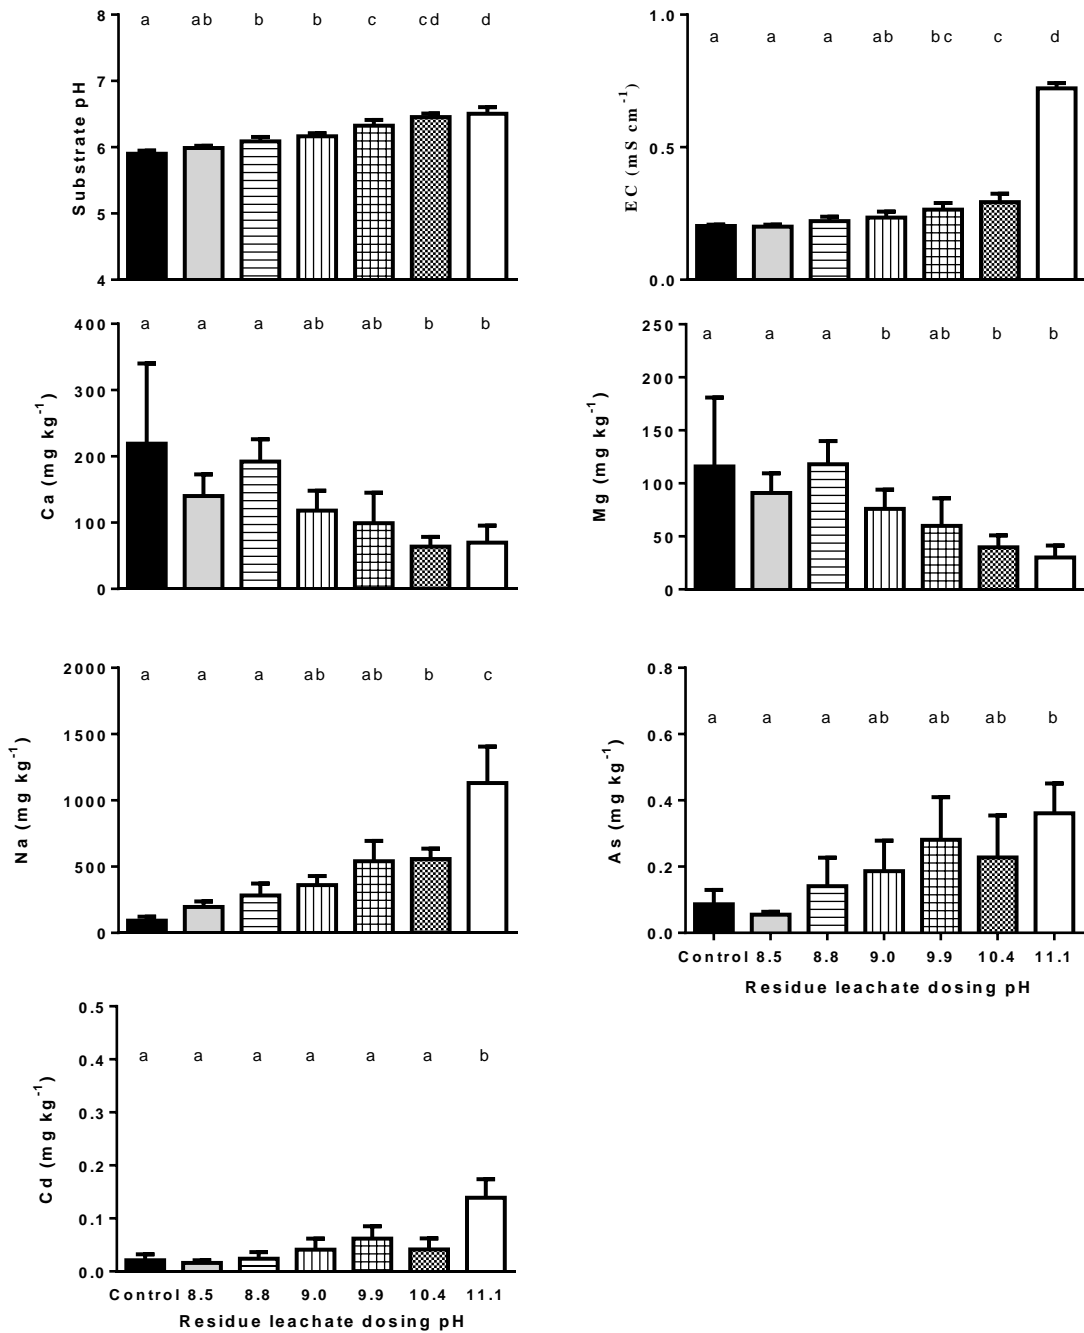 8 a ab b b c cd d
7
6
5
4
Substrate pH
1.0 a a a ab bc c d
0.5
0.0
EC (mS cm⁻¹)
400 a a a ab ab b b
300
200
100
0
Ca (mg kg⁻¹)
250 a a a b ab b b
200
150
100
50
0
Mg (mg kg⁻¹)
2000 a a a ab ab b c
1500
1000
500
0
Na (mg kg⁻¹)
0.8 a a a ab ab ab b
0.6
0.4
0.2
0.0
As (mg kg⁻¹)
Control 8.5 8.8 9.0 9.9 10.4 11.1
Residue leachate dosing pH
0.5 a a a a a a b
0.4
0.3
0.2
0.1
0.0
Cd (mg kg⁻¹)
Control 8.5 8.8 9.0 9.9 10.4 11.1
Residue leachate dosing pH